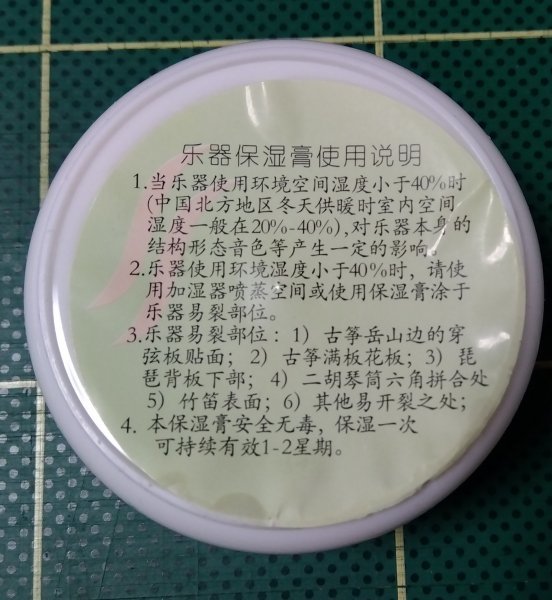 乐器保湿膏使用说明
1.当乐器使用环境空间湿度小于40%时
(中国北方地区冬天供暖时室内空间
湿度一般在20%-40%),对乐器本身的
结构形态音色等产生一定的影响。
2.乐器使用环境湿度小于40%时，请使
用加湿器喷蒸空间或使用保湿膏涂于
乐器易裂部位。
3.乐器易裂部位：1）古筝岳山边的穿
弦板贴面；2）古筝满板花板；3）琵
琶背板下部；4）二胡琴筒六角拼合处
5）竹笛表面；6）其他易开裂之处；
4. 本保湿膏安全无毒，保湿一次
可持续有效1-2星期。